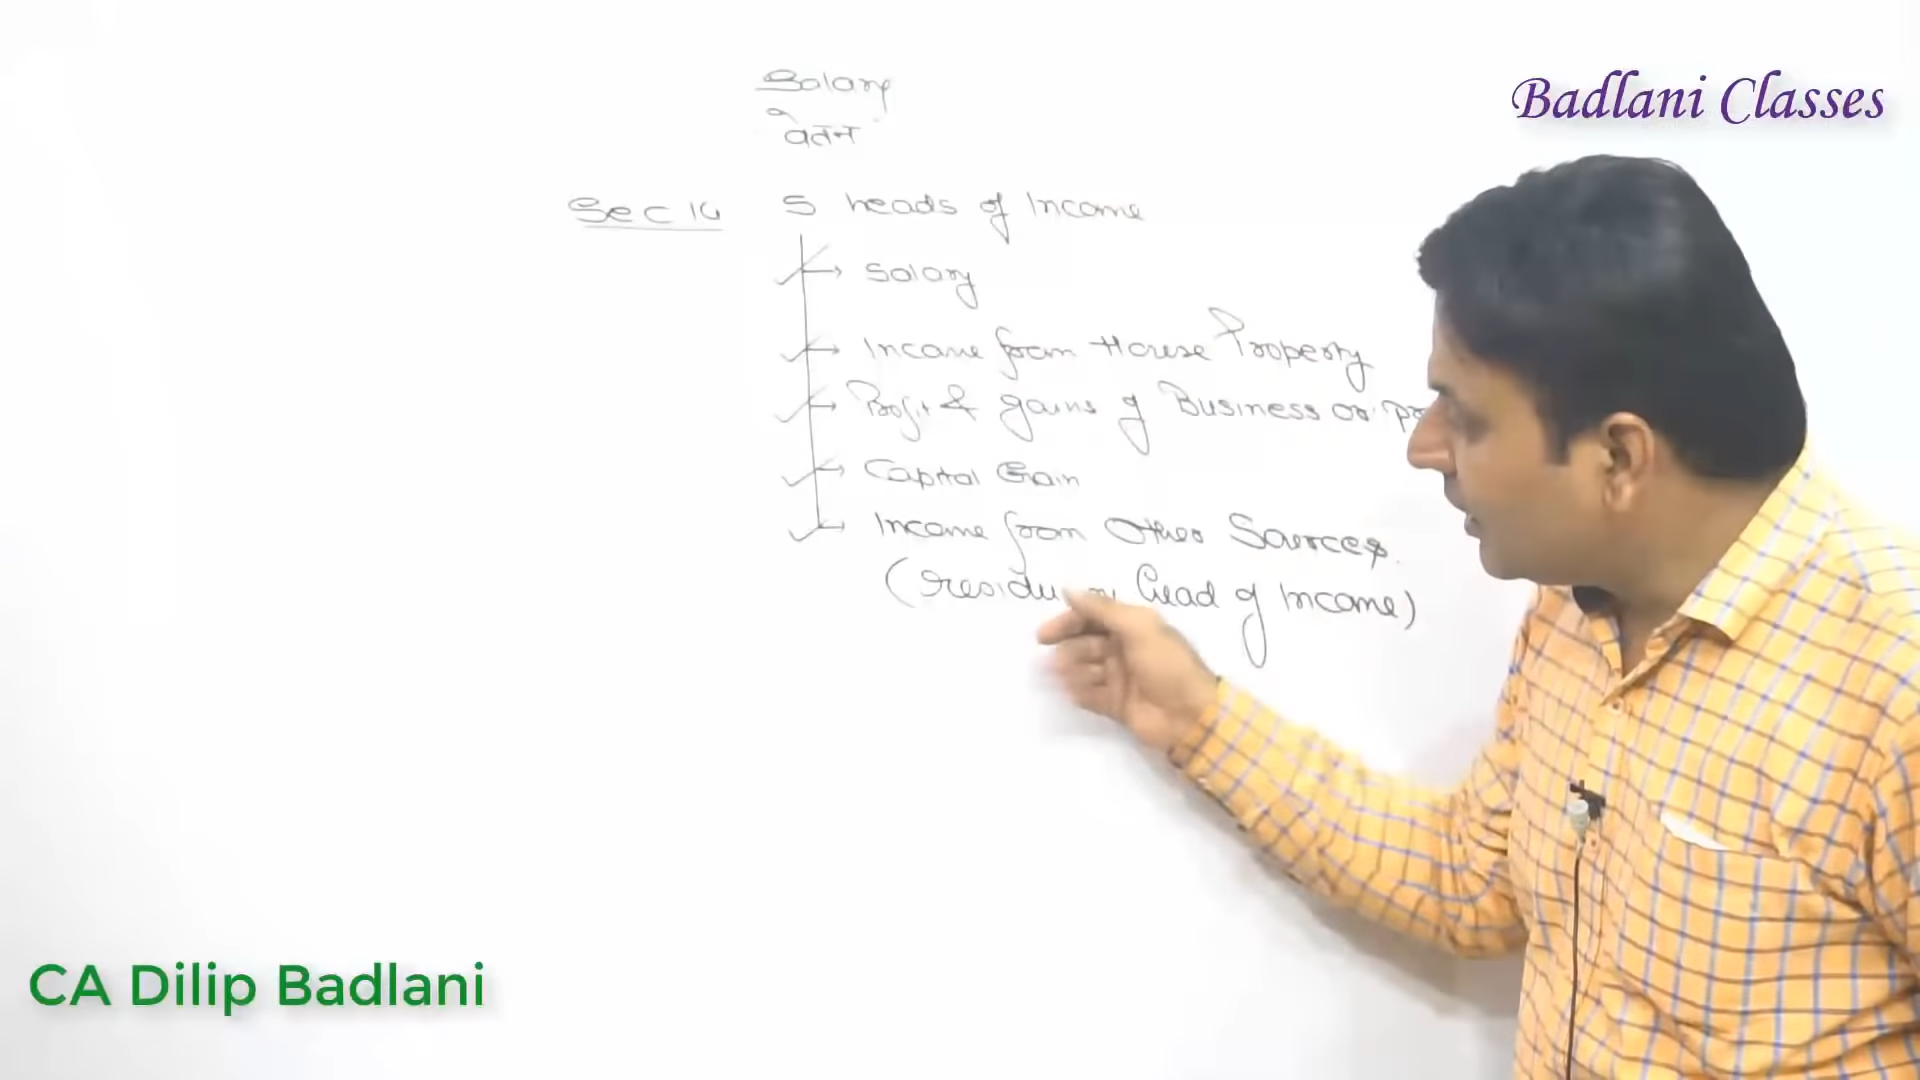 Salary
वेतन
Badlani Classes
Sec 14 5 heads of Income
Salary
Income from House Property
Profit & gains of Business or
Capital Gain
Income from Other Sources.
head of Income)
CA Dilip Badlani